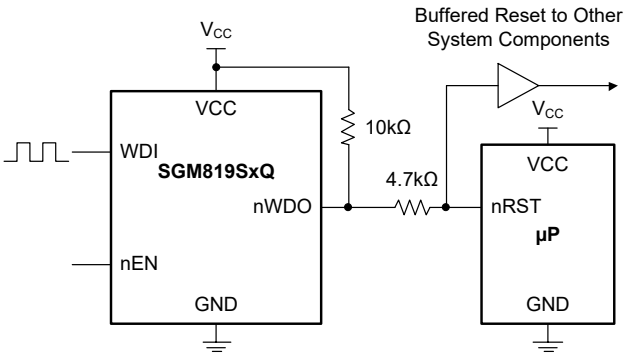 Buffered Reset to Other
System Components
VCC
VCC
WDI
SGM819SxQ
nWDO
nEN
GND
10kΩ
4.7kΩ
VCC
VCC
nRST
µP
GND